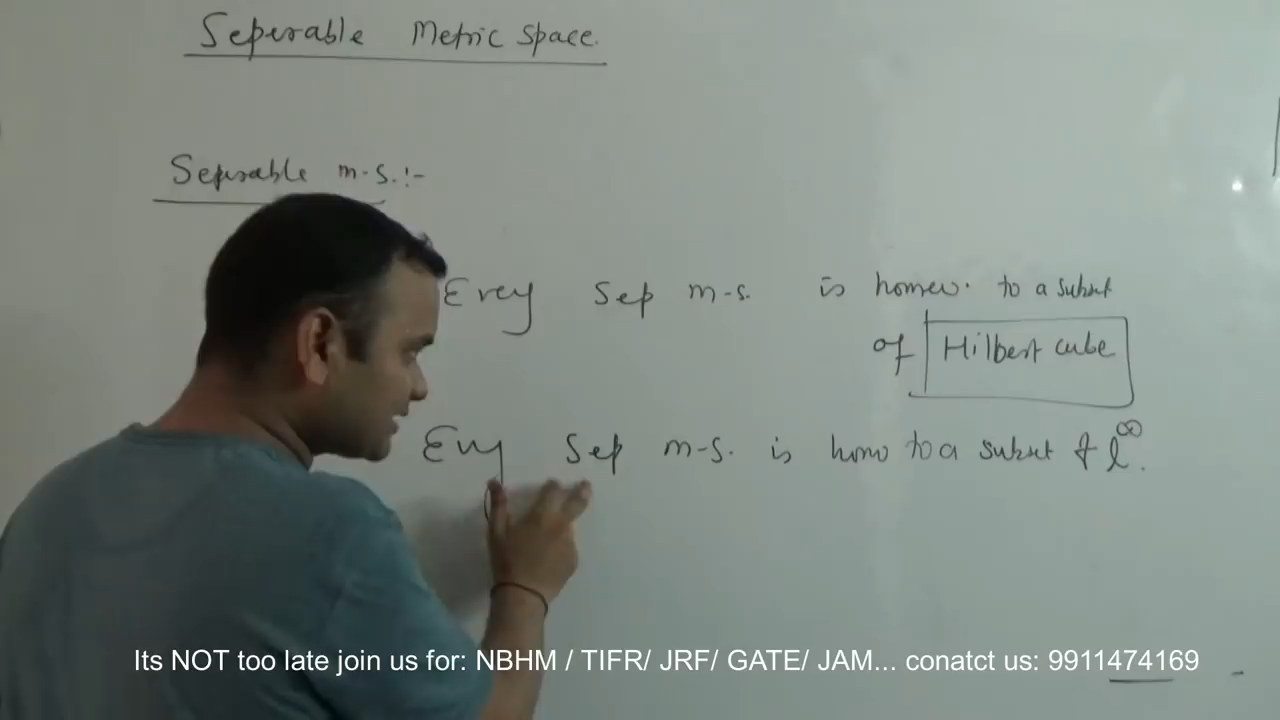 Seperable Metric Space.
Seperable m.s. :-
Every Sep m-s. is homeo. to a subset
of Hilbert cube
Evy Sep m-s. is homo to a subset of l^∞.
Its NOT too late join us for: NBHM / TIFR/ JRF/ GATE/ JAM... conatct us: 9911474169